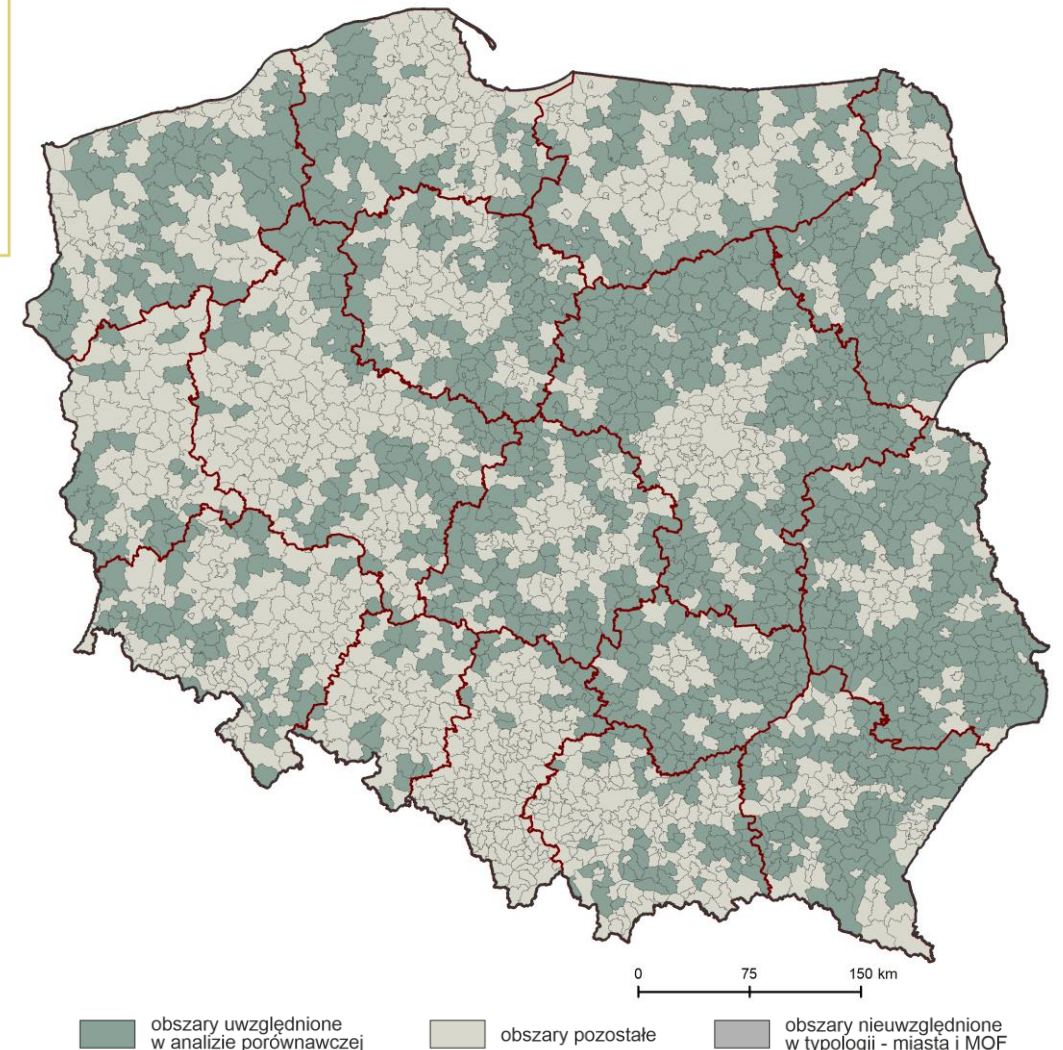 0 75 150 km
obszary uwzględnione
w analizie porównawczej
obszary pozostałe
obszary nieuwzględnione
w typologii - miasta i MOF